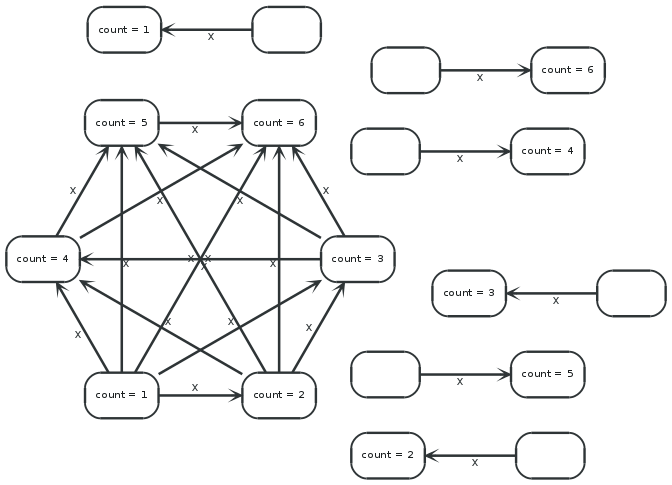 count = 1
x
count = 6
x
count = 5
x
count = 6
count = 4
x
x
x
x
x
count = 4
x
x
x
x
x
x
count = 3
count = 3
x
x
x
x
x
count = 1
x
count = 2
count = 5
x
count = 2
x